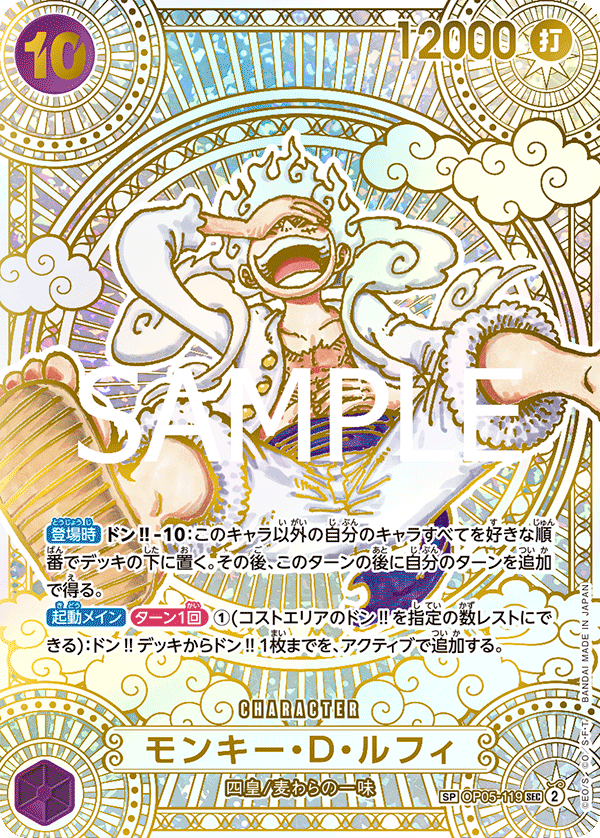 10
12000
打
SAMPLE
登場時 ドン!!-10:このキャラ以外の自分のキャラすべてを好きな順
番でデッキの下に置く。その後、このターンの後に自分のターンを追加
で得る。
起動メイン ターン1回 ①(コストエリアのドン!!を指定の数レストにで
きる):ドン!!デッキからドン!!1枚までを、アクティブで追加する。
CHARACTER
モンキー・D・ルフィ
四皇/麦わらの一味
SP OP05-119 SEC 2
©E.O./S.,©O./S.,F.,T. BANDAI MADE IN JAPAN